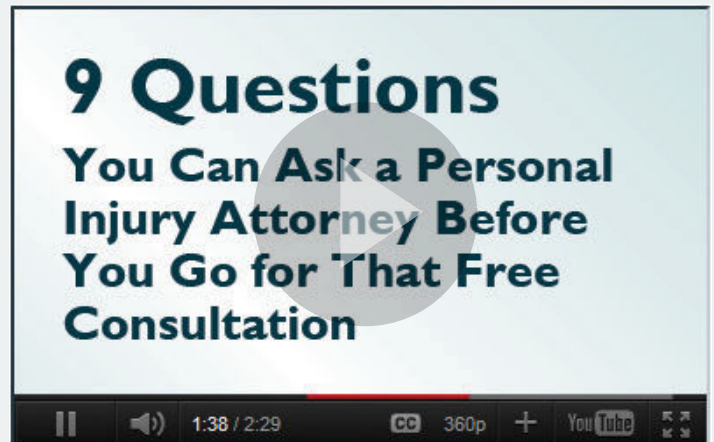 9 Questions
You Can Ask a Personal
Injury Attorney Before
You Go for That Free
Consultation
1:38 / 2:29 CC 360p YouTube